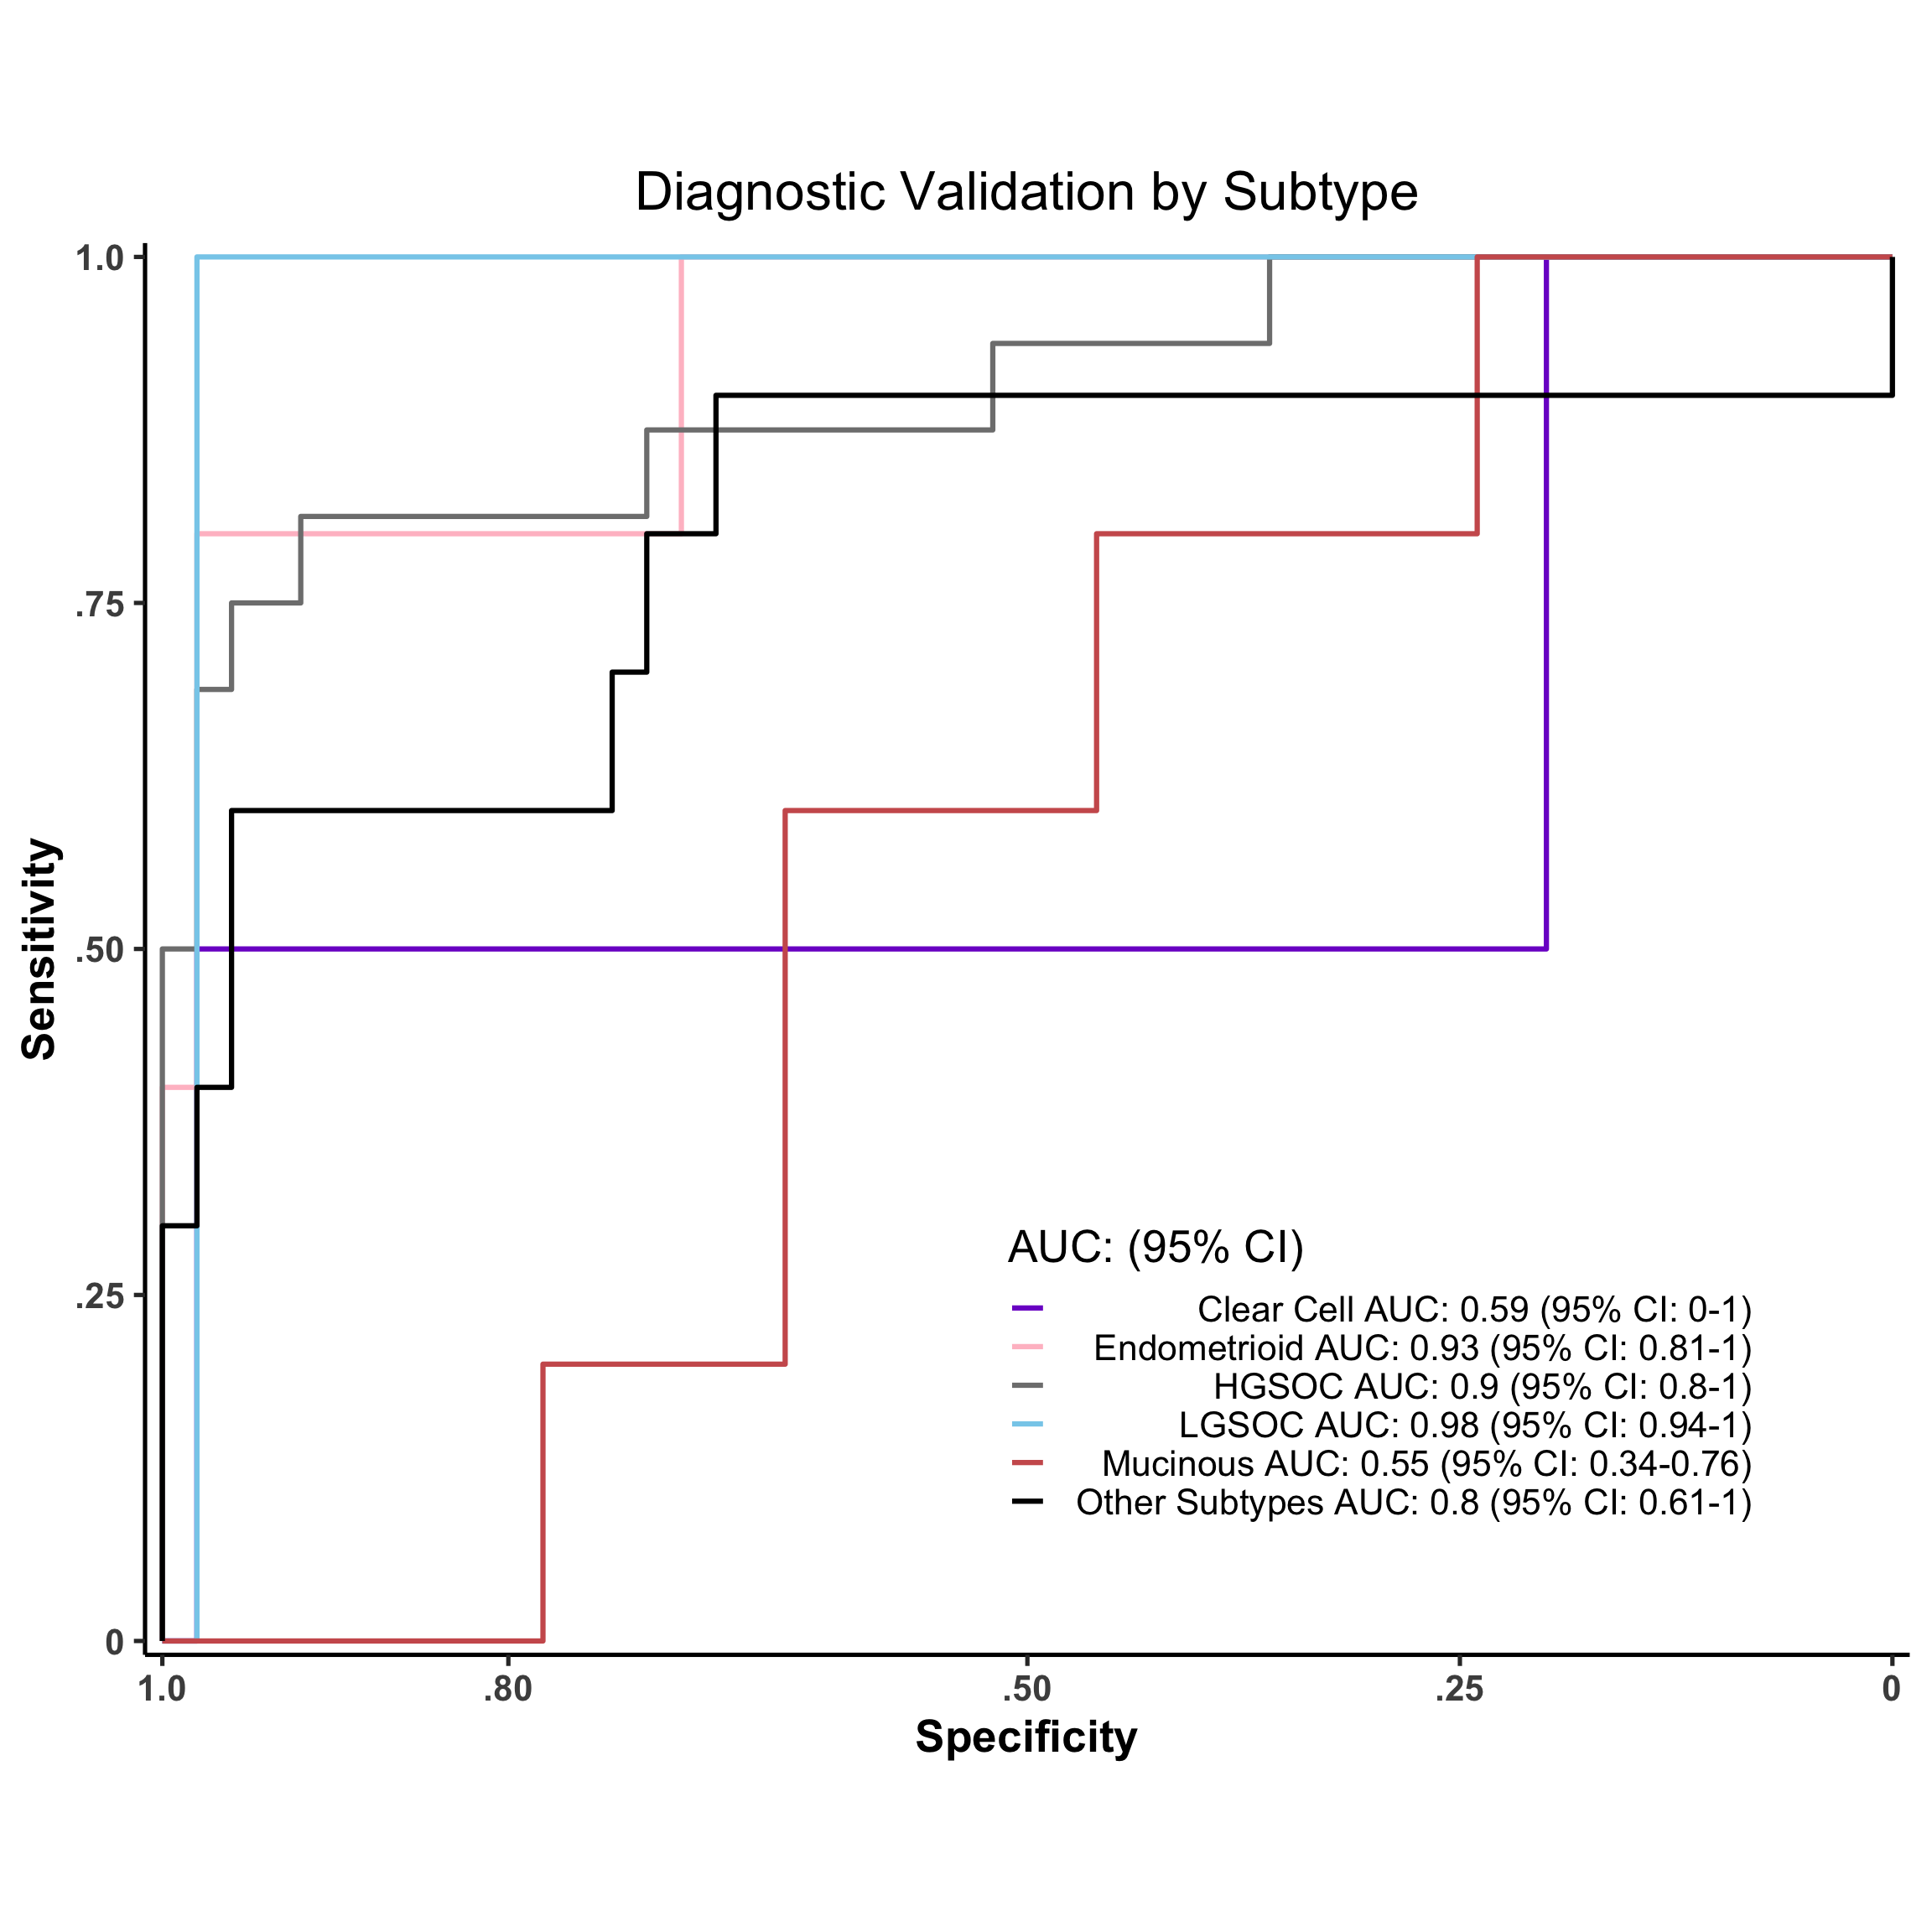 Diagnostic Validation by Subtype
1.0
.75
.50
.25
0
Sensitivity
AUC: (95% CI)
Clear Cell AUC: 0.59 (95% CI: 0-1)
Endometrioid AUC: 0.93 (95% CI: 0.81-1)
HGSOC AUC: 0.9 (95% CI: 0.8-1)
LGSOC AUC: 0.98 (95% CI: 0.94-1)
Mucinous AUC: 0.55 (95% CI: 0.34-0.76)
Other Subtypes AUC: 0.8 (95% CI: 0.61-1)
1.0 .80 .50 .25 0
Specificity